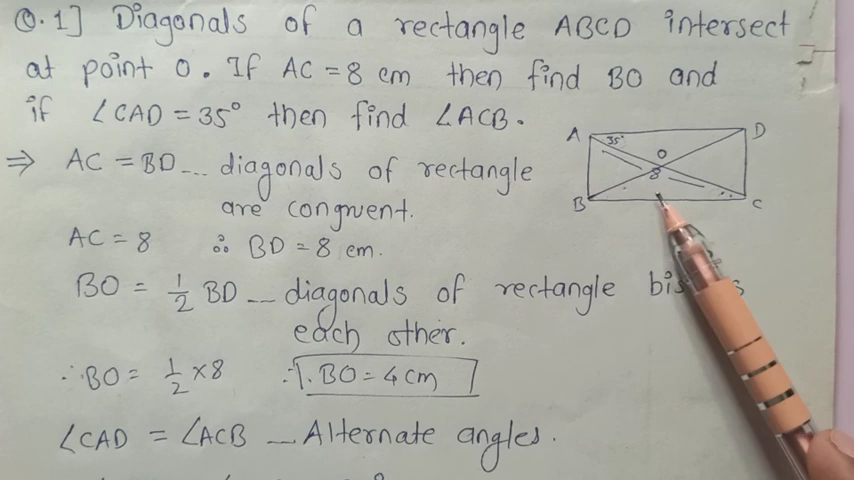 Q.1] Diagonals of a rectangle ABCD intersect
at point O. If AC = 8 cm then find BO and
if ∠CAD = 35° then find ∠ACB.
⇒ AC = BD --- diagonals of rectangle
are congruent.
A D
35°
O
8
B C
AC = 8 ∴ BD = 8 cm.
BO = 1/2 BD — diagonals of rectangle
each other.
∴ BO = 1/2 × 8 ∴ BO = 4 cm
∠CAD = ∠ACB — Alternate angles.